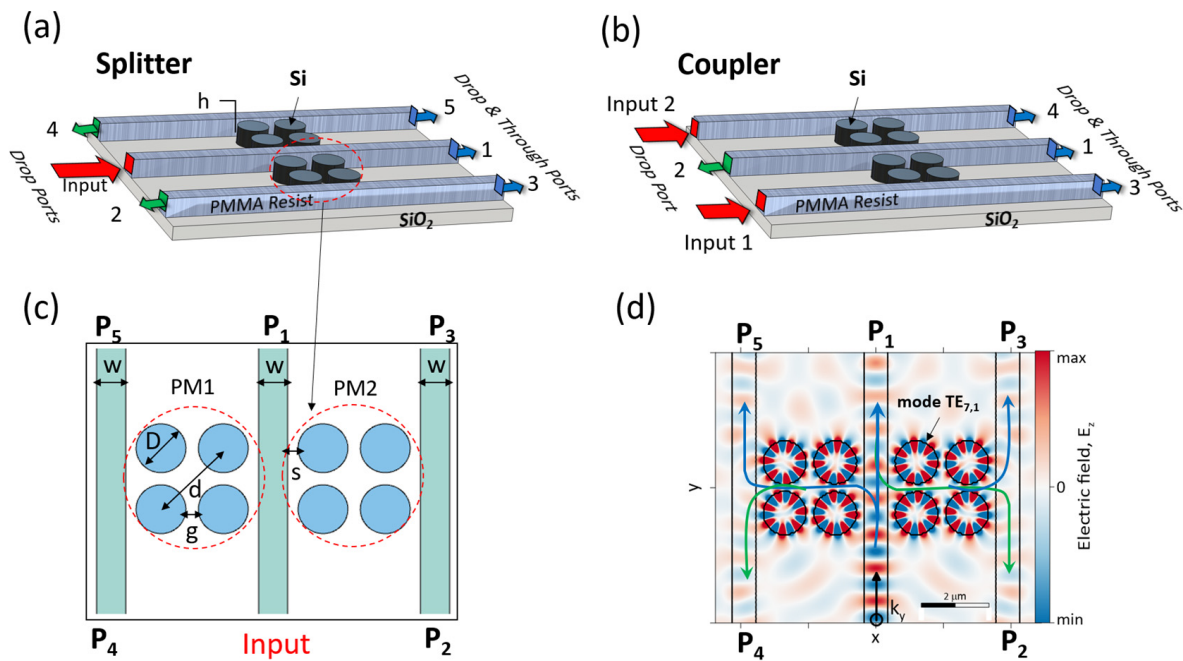 (a)
Splitter
Si
h
4
Drop & Through Ports
5
1
3
Drop Ports
Input
2
PMMA Resist
SiO2
(b)
Coupler
Si
Input 2
Drop & Through Ports
4
2
1
Drop Port
3
PMMA Resist
Input 1
SiO2
(c)
P5
P1
P3
w
w
w
PM1
PM2
D
d
s
g
P4
Input
P2
(d)
P5
P1
P3
max
mode TE7,1
y
0
Electric field, Ez
2 μm
ky
min
P4
x
P2